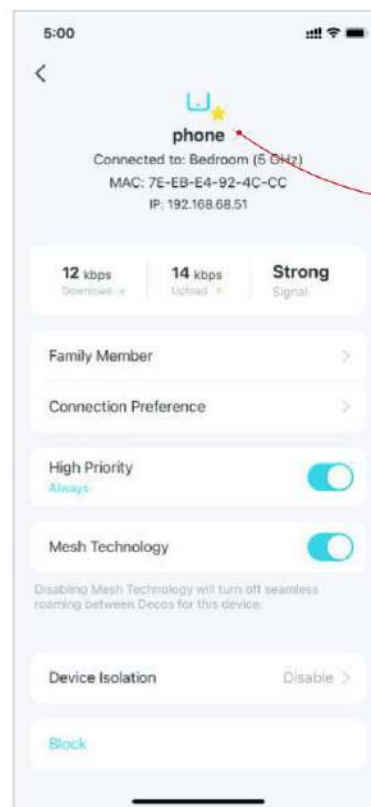 5:00
phone
Connected to: Bedroom (5 GHz)
MAC: 7E-EB-E4-92-4C-CC
IP: 192.168.68.51
12 kbps 14 kbps Strong
Download Upload Signal
Family Member
Connection Preference
High Priority
Always
Mesh Technology
Disabling Mesh Technology will turn off seamless
roaming between Decos for this device.
Device Isolation Disable
Block